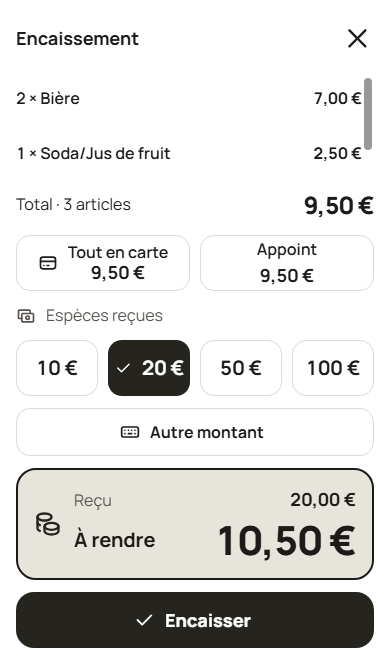 Encaissement
2 × Bière 7,00 €
1 × Soda/Jus de fruit 2,50 €
Total · 3 articles 9,50 €
Tout en carte
9,50 €
Appoint
9,50 €
Espèces reçues
10 € 20 € 50 € 100 €
Autre montant
Reçu 20,00 €
À rendre 10,50 €
Encaisser